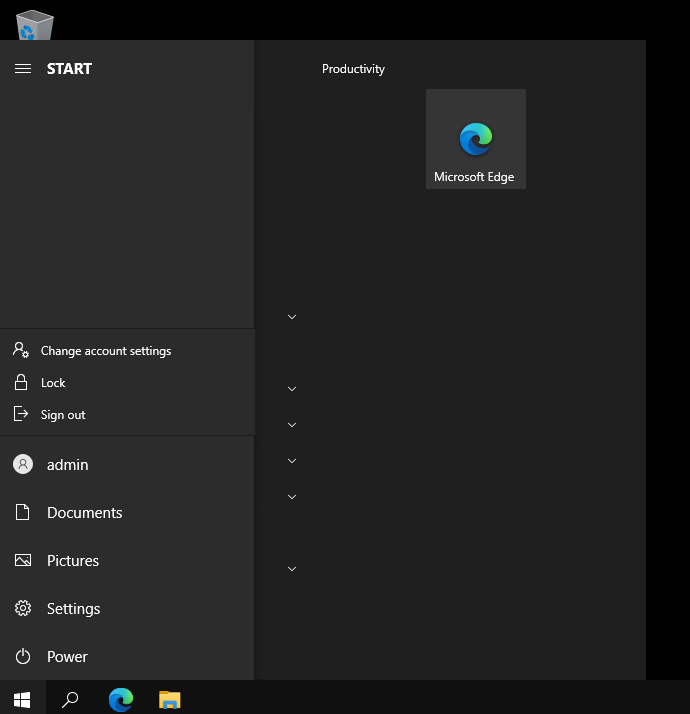 START
Productivity
Microsoft Edge
Change account settings
Lock
Sign out
admin
Documents
Pictures
Settings
Power